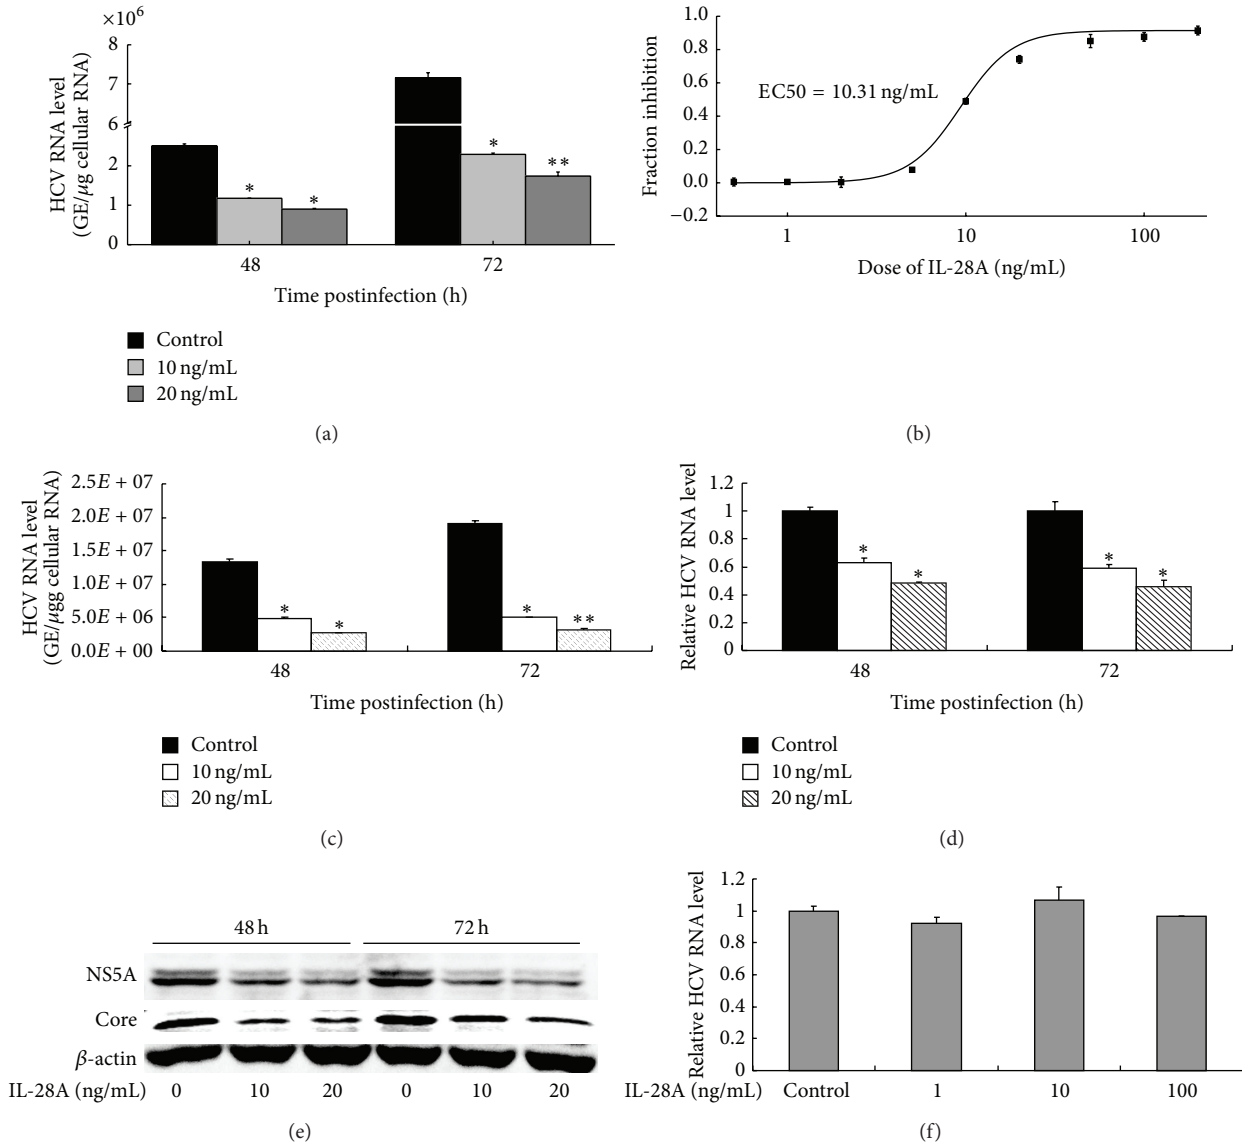 ×10⁶
7
6
2
1
0
HCV RNA level
(GE/μg cellular RNA)
* * * **
48 72
Time postinfection (h)
Control
10 ng/mL
20 ng/mL
(a)
1.0
0.8
0.6
0.4
0.2
0.0
−0.2
Fraction inhibition
EC50 = 10.31 ng/mL
1 10 100
Dose of IL-28A (ng/mL)
(b)
2.5E + 07
2.0E + 07
1.5E + 07
1.0E + 07
5.0E + 06
0.0E + 00
HCV RNA level
(GE/μgg cellular RNA)
* * * **
48 72
Time postinfection (h)
Control
10 ng/mL
20 ng/mL
(c)
1.2
1
0.8
0.6
0.4
0.2
0
Relative HCV RNA level
* * * *
48 72
Time postinfection (h)
Control
10 ng/mL
20 ng/mL
(d)
48 h 72 h
NS5A
Core
β-actin
IL-28A (ng/mL) 0 10 20 0 10 20
(e)
1.2
1
0.8
0.6
0.4
0.2
0
Relative HCV RNA level
IL-28A (ng/mL) Control 1 10 100
(f)